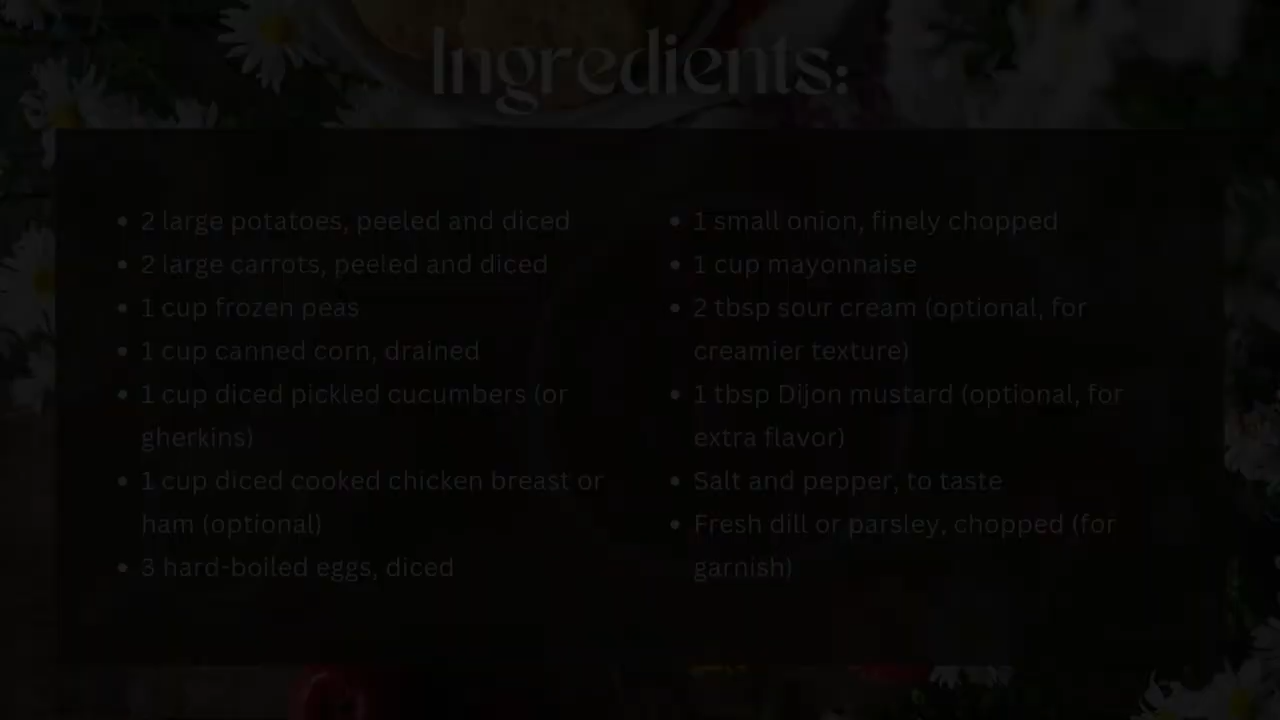 Ingredients:
• 2 large potatoes, peeled and diced
• 2 large carrots, peeled and diced
• 1 cup frozen peas
• 1 cup canned corn, drained
• 1 cup diced pickled cucumbers (or
gherkins)
• 1 cup diced cooked chicken breast or
ham (optional)
• 3 hard-boiled eggs, diced
• 1 small onion, finely chopped
• 1 cup mayonnaise
• 2 tbsp sour cream (optional, for
creamier texture)
• 1 tbsp Dijon mustard (optional, for
extra flavor)
• Salt and pepper, to taste
• Fresh dill or parsley, chopped (for
garnish)